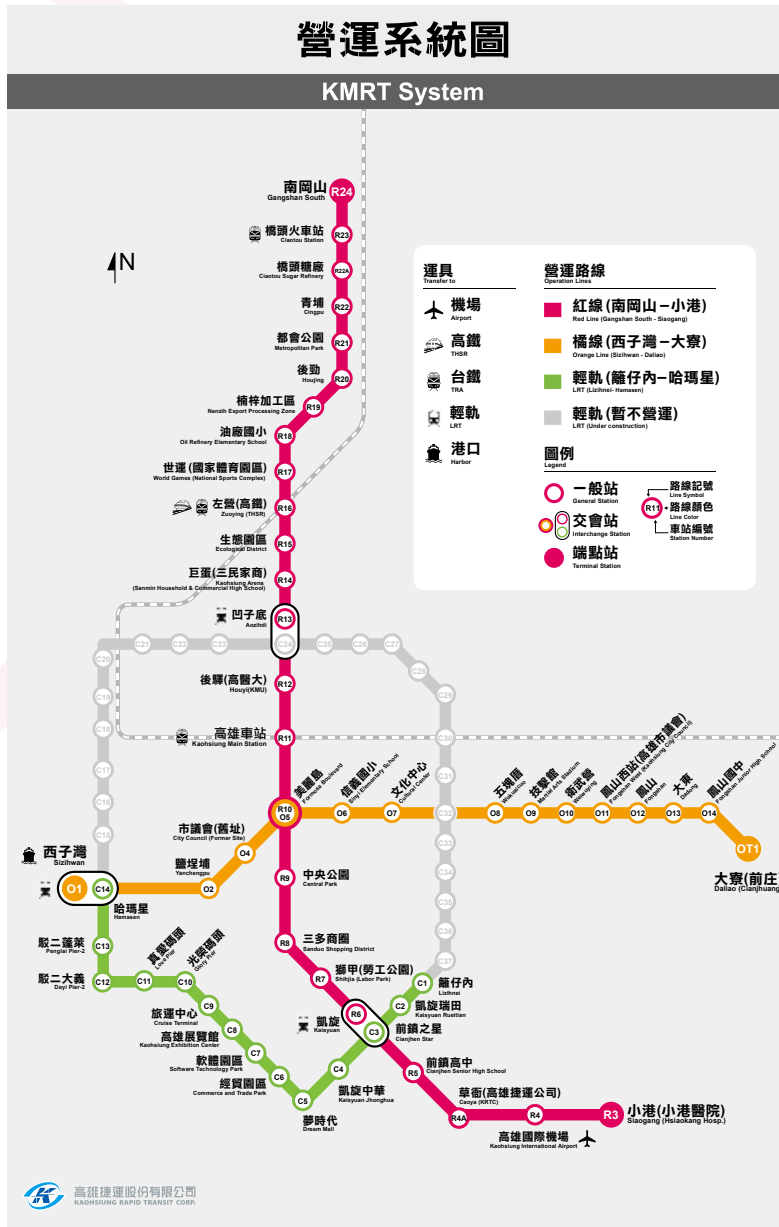 營運系統圖
KMRT System
南岡山
Gangshan South
R24
橋頭火車站
Ciaotou Station
R23
橋頭糖廠
Ciaotou Sugar Refinery
R22A
青埔
Cingpu
R22
都會公園
Metropolitan Park
R21
後勁
Houjing
R20
楠梓加工區
Nanzih Export Processing Zone
R19
油廠國小
Oil Refinery Elementary School
R18
世運(國家體育園區)
World Games (National Sports Complex)
R17
左營(高鐵)
Zuoying (THSR)
R16
生態園區
Ecological District
R15
巨蛋(三民家商)
Kaohsiung Arena
(Sanmin Household & Commercial High School)
R14
凹子底
Aozihdi
R13
C24
後驛(高醫大)
Houyi(KMU)
R12
高雄車站
Kaohsiung Main Station
R11
N
運具
Transfer to
機場
Airport
高鐵
THSR
台鐵
TRA
輕軌
LRT
港口
Harbor
營運路線
Operation Lines
紅線(南岡山–小港)
Red Line (Gangshan South - Siaogang)
橘線(西子灣–大寮)
Orange Line (Sizihwan - Daliao)
輕軌(籬仔內–哈瑪星)
LRT (Lizihnei- Hamasen)
輕軌(暫不營運)
LRT (Under construction)
圖例
Legend
一般站
General Station
交會站
Interchange Station
端點站
Terminal Station
R11
路線記號
Line Symbol
路線顏色
Line Color
車站編號
Station Number
C20
C21
C22
C23
C25
C26
C27
C28
C29
C30
C31
C32
C33
C34
C35
C36
C37
C19
C18
C17
C16
C15
美麗島
Formosa Boulevard
R10
O5
信義國小
Sinyi Elementary School
O6
文化中心
Cultural Center
O7
五塊厝
Wukuaicuo
O8
技擊館
Martial Arts Stadium
O9
衛武營
Weiwuying
O10
鳳山西站(高雄市議會)
Fongshan West (Kaohsiung City Council)
O11
鳳山
Fongshan
O12
大東
Dadong
O13
鳳山國中
Fongshan Junior High School
O14
OT1
大寮(前庄)
Daliao (Cianjhuang
市議會(舊址)
City Council (Former Site)
O4
鹽埕埔
Yanchengpu
O2
西子灣
Sizihwan
O1
C14
哈瑪星
Hamasen
駁二蓬萊
Penglai Pier-2
C13
駁二大義
Dayi Pier-2
C12
真愛碼頭
Love Pier
C11
光榮碼頭
Glory Pier
C10
旅運中心
Cruise Terminal
C9
高雄展覽館
Kaohsiung Exhibition Center
C8
軟體園區
Software Technology Park
C7
經貿園區
Commerce and Trade Park
C6
夢時代
Dream Mall
C5
凱旋中華
Kaisyuan Jhonghua
C4
中央公園
Central Park
R9
三多商圈
Sanduo Shopping District
R8
獅甲(勞工公園)
Shihjia (Labor Park)
R7
凱旋
Kaisyuan
R6
前鎮之星
Cianjhen Star
C3
凱旋瑞田
Kaisyuan Rueitian
C2
籬仔內
Lizihnei
C1
前鎮高中
Cianjhen Senior High School
R5
草衙(高雄捷運公司)
Caoya (KRTC)
R4A
R4
高雄國際機場
Kaohsiung International Airport
R3
小港(小港醫院)
Siaogang (Hsiaokang Hosp.)
高雄捷運股份有限公司
KAOHSIUNG RAPID TRANSIT CORP.